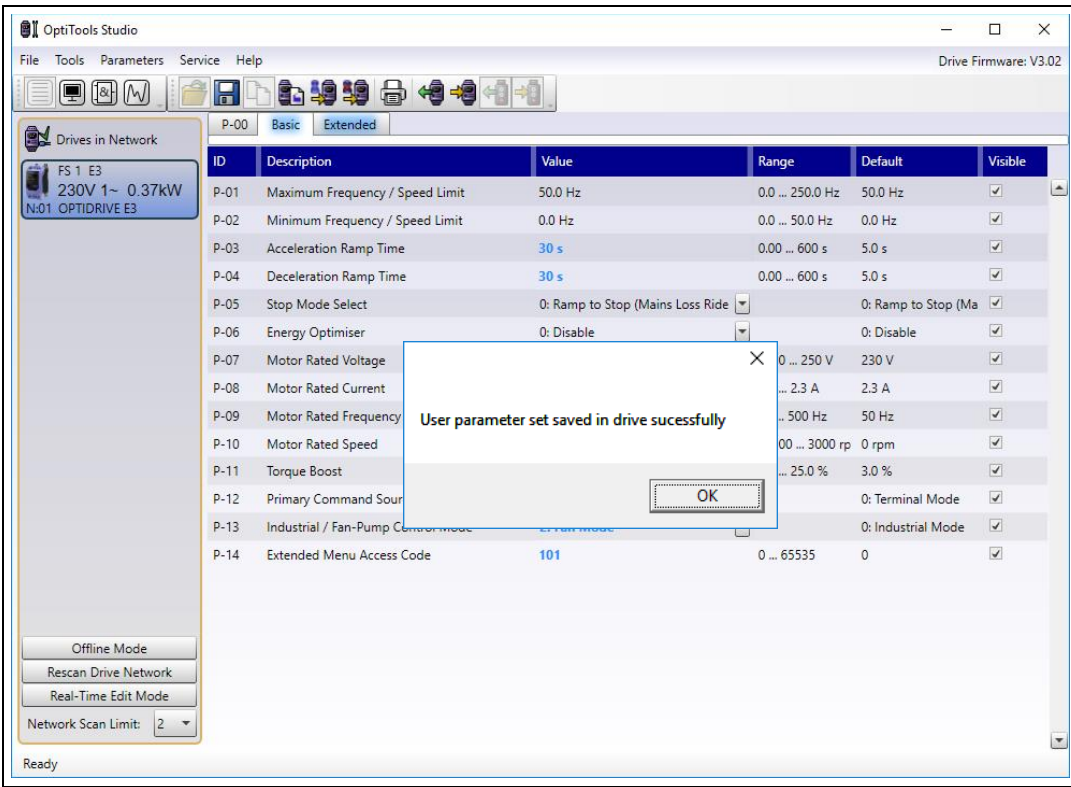 OptiTools Studio
File Tools Parameters Service Help Drive Firmware: V3.02
Drives in Network
FS 1 E3
230V 1~ 0.37kW
N:01 OPTIDRIVE E3
P-00 Basic Extended
ID Description Value Range Default Visible
P-01 Maximum Frequency / Speed Limit 50.0 Hz 0.0 ... 250.0 Hz 50.0 Hz
P-02 Minimum Frequency / Speed Limit 0.0 Hz 0.0 ... 50.0 Hz 0.0 Hz
P-03 Acceleration Ramp Time 30 s 0.00 ... 600 s 5.0 s
P-04 Deceleration Ramp Time 30 s 0.00 ... 600 s 5.0 s
P-05 Stop Mode Select 0: Ramp to Stop (Mains Loss Ride 0: Ramp to Stop (Ma
P-06 Energy Optimiser 0: Disable 0: Disable
P-07 Motor Rated Voltage 0 ... 250 V 230 V
P-08 Motor Rated Current ... 2.3 A 2.3 A
P-09 Motor Rated Frequency .. 500 Hz 50 Hz
P-10 Motor Rated Speed 00 ... 3000 rp 0 rpm
P-11 Torque Boost ... 25.0 % 3.0 %
P-12 Primary Command Sour 0: Terminal Mode
P-13 Industrial / Fan-Pump Control Mode 2: Fan Mode 0: Industrial Mode
P-14 Extended Menu Access Code 101 0 ... 65535 0
User parameter set saved in drive sucessfully
OK
Offline Mode
Rescan Drive Network
Real-Time Edit Mode
Network Scan Limit: 2
Ready